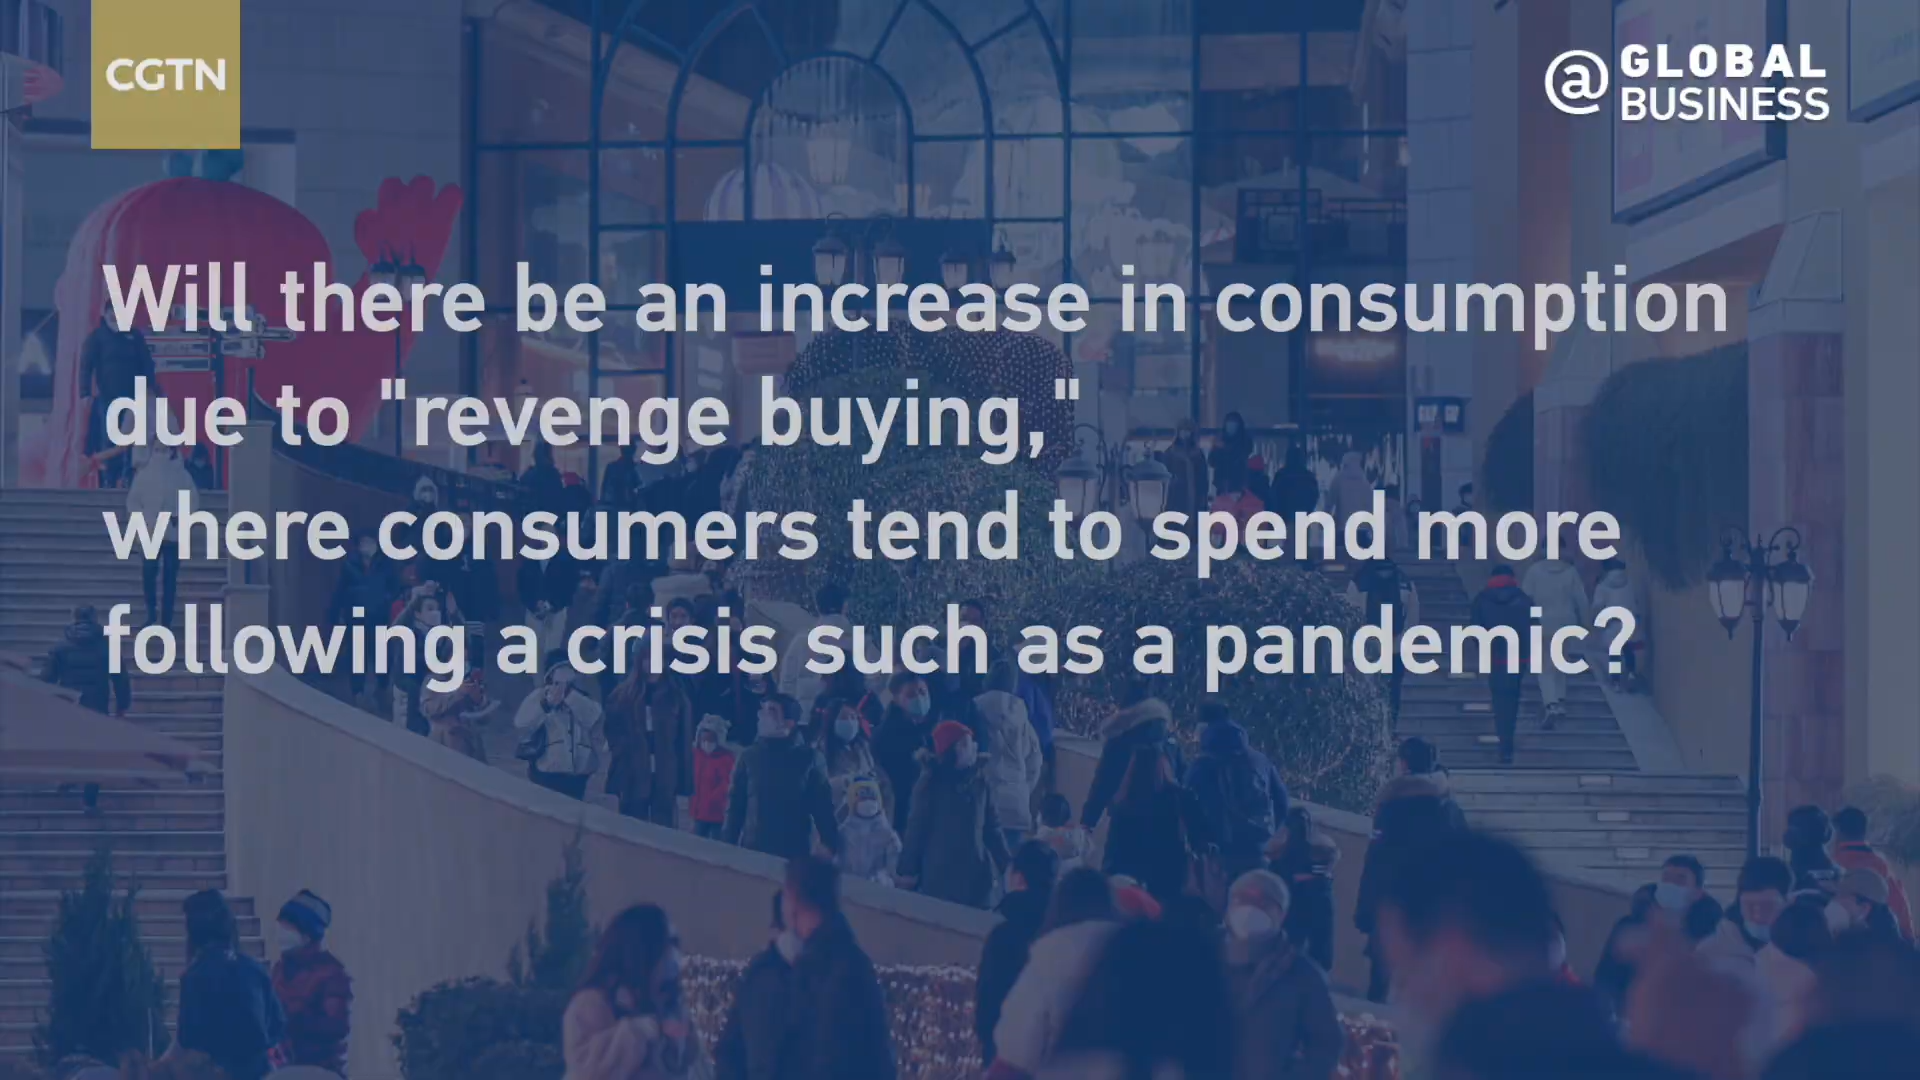 CGTN
@GLOBAL
BUSINESS
Will there be an increase in consumption
due to "revenge buying,"
where consumers tend to spend more
following a crisis such as a pandemic?